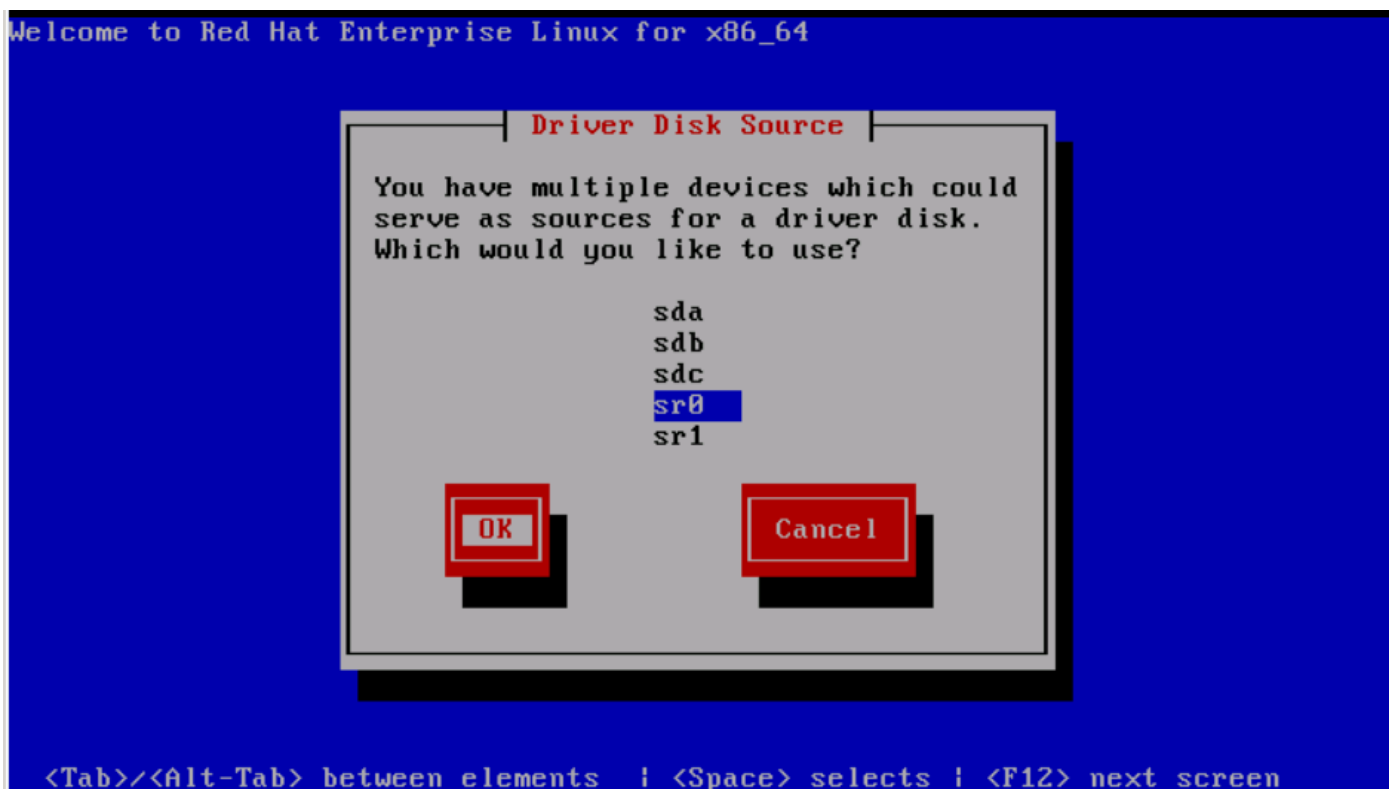 Welcome to Red Hat Enterprise Linux for x86_64
Driver Disk Source
You have multiple devices which could
serve as sources for a driver disk.
Which would you like to use?
sda
sdb
sdc
sr0
sr1
OK Cancel
<Tab>/<Alt-Tab> between elements | <Space> selects | <F12> next screen